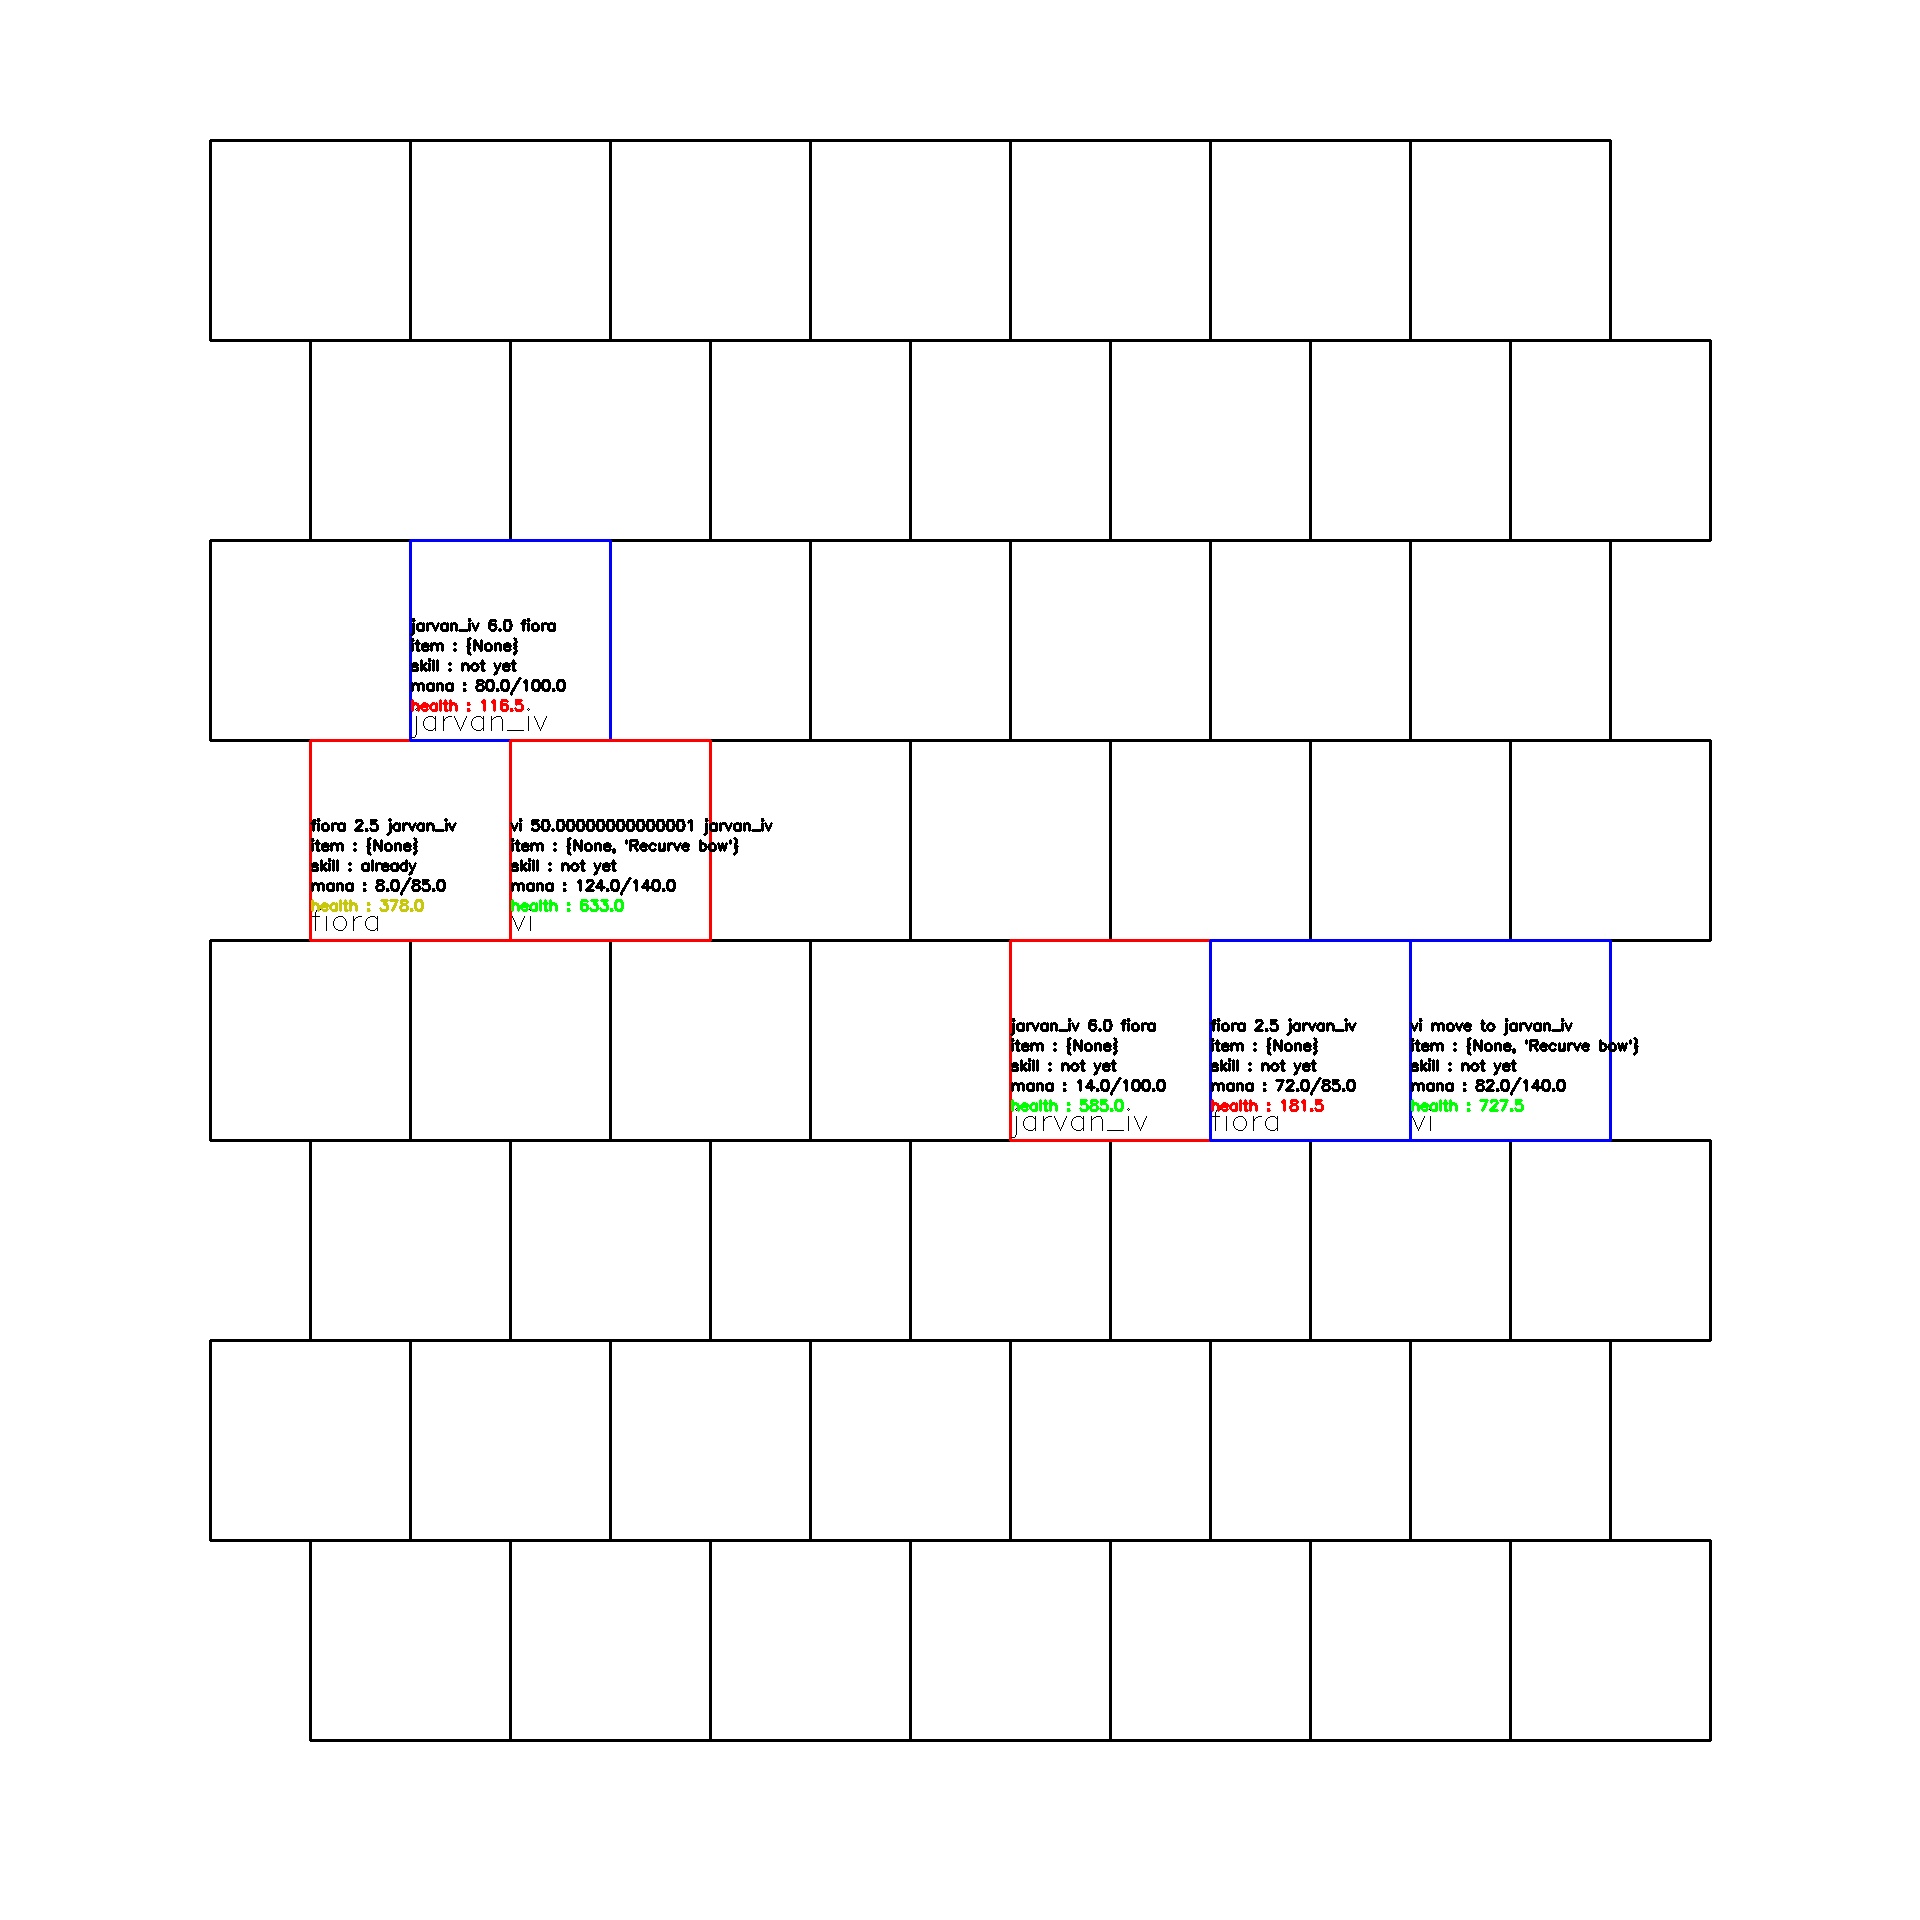 jarvan_iv 6.0 fiora
item : {None}
skill : not yet
mana : 80.0/100.0
health : 116.5
jarvan_iv
fiora 2.5 jarvan_iv
item : {None}
skill : already
mana : 8.0/85.0
health : 378.0
fiora
vi 50.00000000000001 jarvan_iv
item : {None, 'Recurve bow'}
skill : not yet
mana : 124.0/140.0
health : 633.0
vi
jarvan_iv 6.0 fiora
item : {None}
skill : not yet
mana : 14.0/100.0
health : 585.0
jarvan_iv
fiora 2.5 jarvan_iv
item : {None}
skill : not yet
mana : 72.0/85.0
health : 181.5
fiora
vi move to jarvan_iv
item : {None, 'Recurve bow'}
skill : not yet
mana : 82.0/140.0
health : 727.5
vi